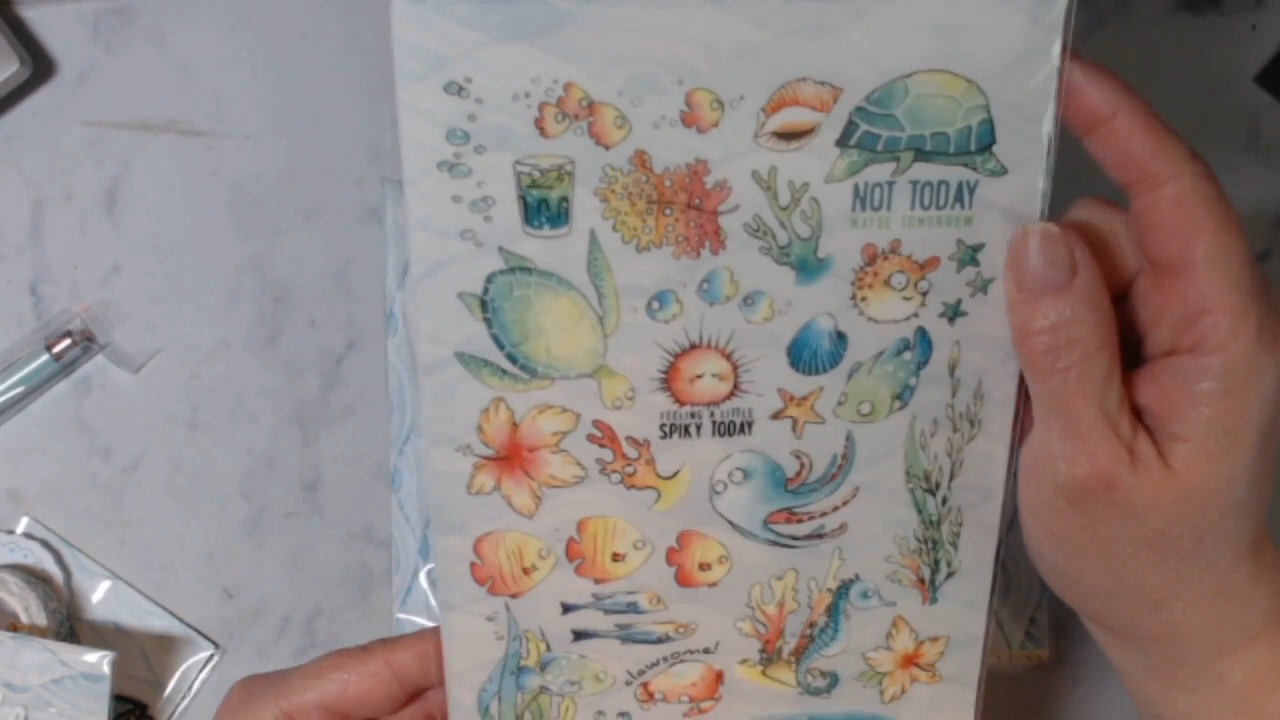 NOT TODAY
MAYBE TOMORROW
FEELING A LITTLE
SPIKY TODAY
clawsome!